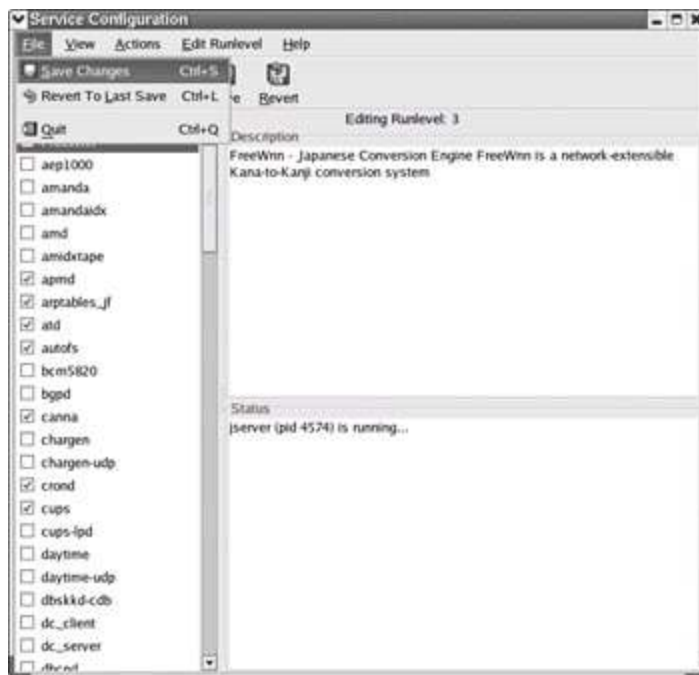 Service Configuration
File View Actions Edit Runlevel Help
Save Changes Ctrl+S
Revert To Last Save Ctrl+L
Quit Ctrl+Q
Revert
Editing Runlevel: 3
Description
FreeWnn - Japanese Conversion Engine FreeWnn is a network-extensible
Kana-to-Kanji conversion system
aep1000
amanda
amandaidx
amd
amidxtape
apmd
arptables_jf
atd
autofs
bcm5820
bgpd
canna
chargen
chargen-udp
crond
cups
cups-lpd
daytime
daytime-udp
dbskkd-cdb
dc_client
dc_server
Status
jserver (pid 4574) is running...